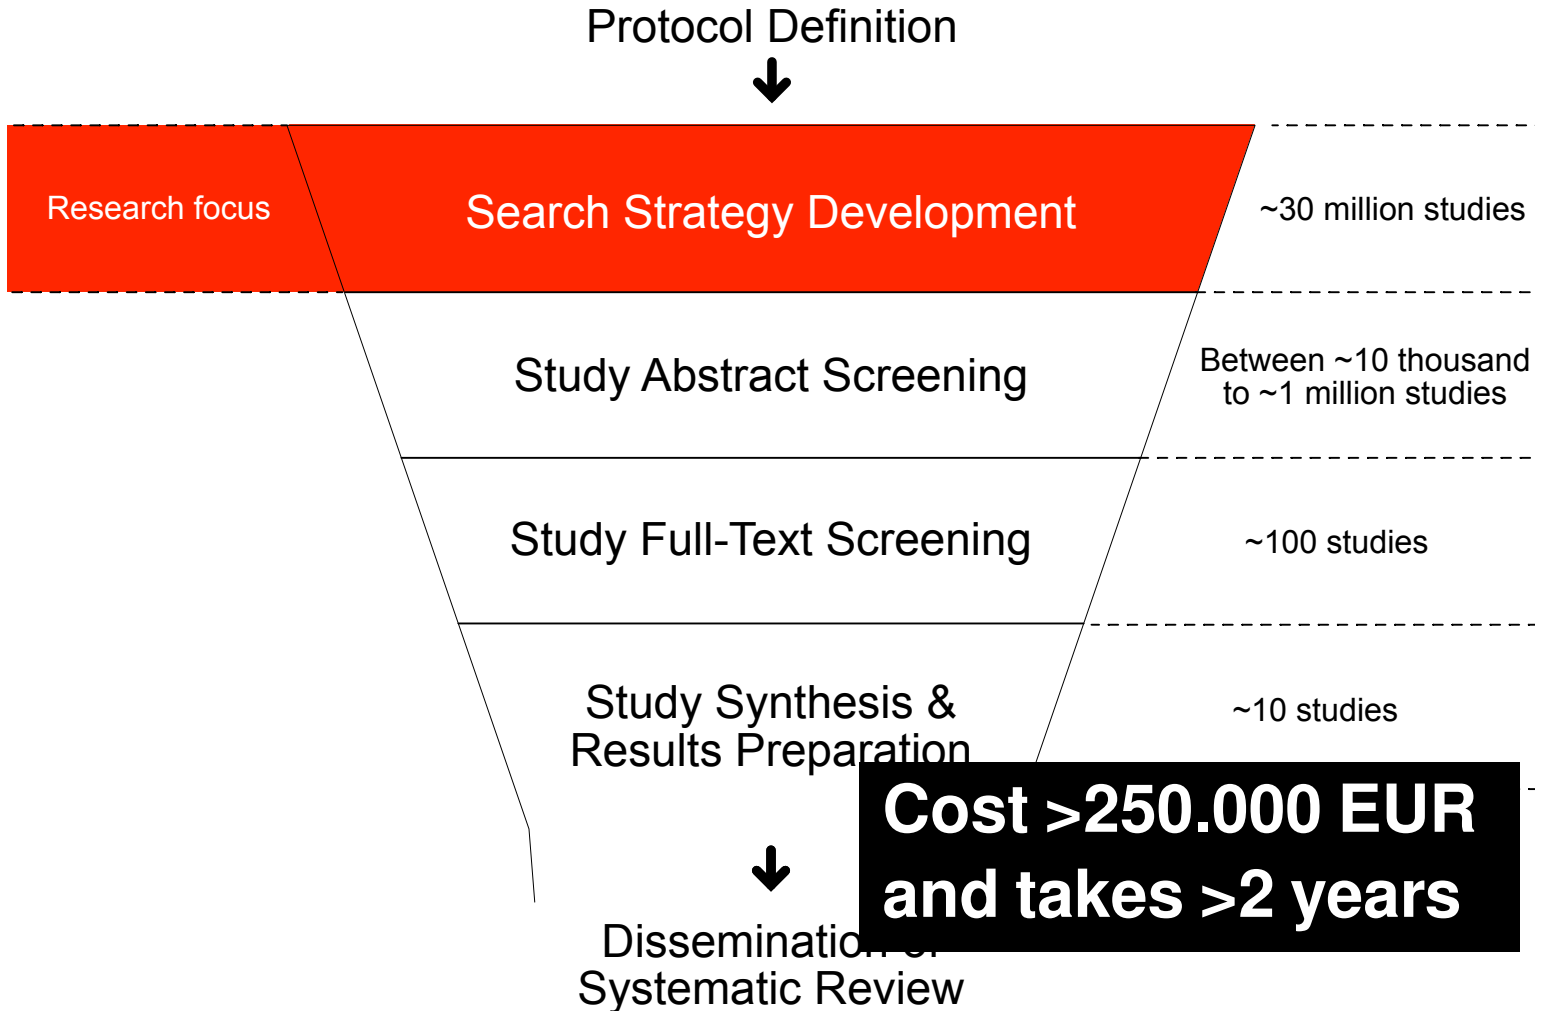 Protocol Definition
Research focus
Search Strategy Development
~30 million studies
Study Abstract Screening
Between ~10 thousand
to ~1 million studies
Study Full-Text Screening
~100 studies
Study Synthesis &
Results Preparation
~10 studies
Cost >250.000 EUR
and takes >2 years
Dissemination of
Systematic Review